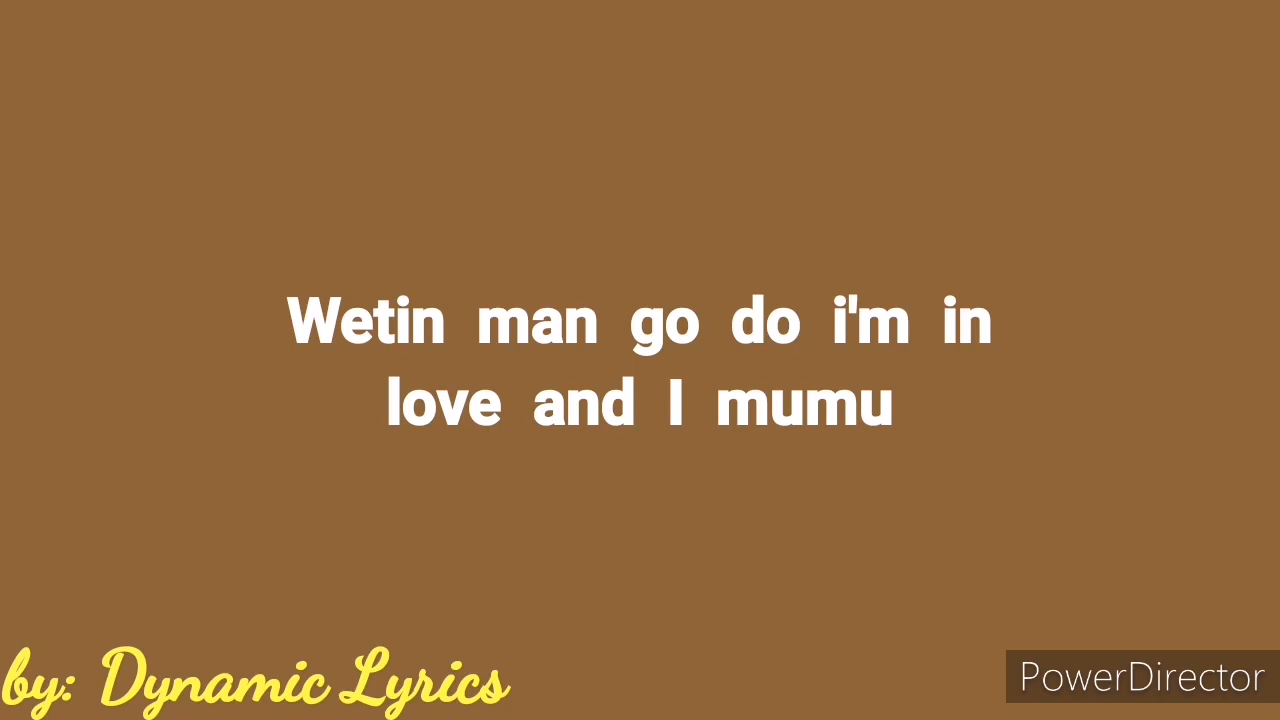 Wetin man go do i'm in
love and I mumu
by: Dynamic Lyrics
PowerDirector